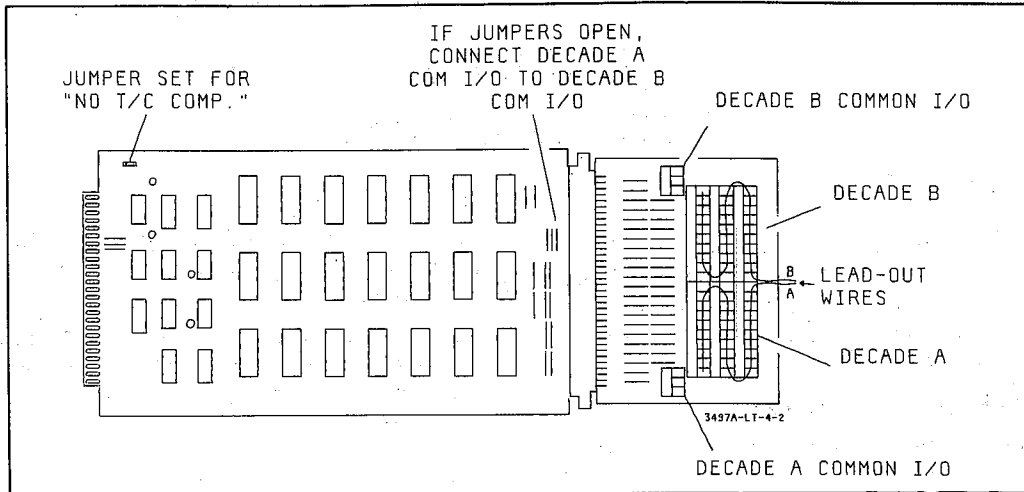 IF JUMPERS OPEN,
CONNECT DECADE A
COM I/O TO DECADE B
COM I/O
JUMPER SET FOR
"NO T/C COMP."
DECADE B COMMON I/O
DECADE B
B
A
LEAD-OUT
WIRES
DECADE A
3497A-LT-4-2
DECADE A COMMON I/O